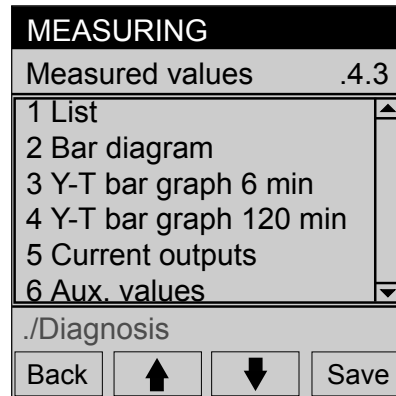 MEASURING
Measured values .4.3
1 List
2 Bar diagram
3 Y-T bar graph 6 min
4 Y-T bar graph 120 min
5 Current outputs
6 Aux. values
./Diagnosis
Back Save